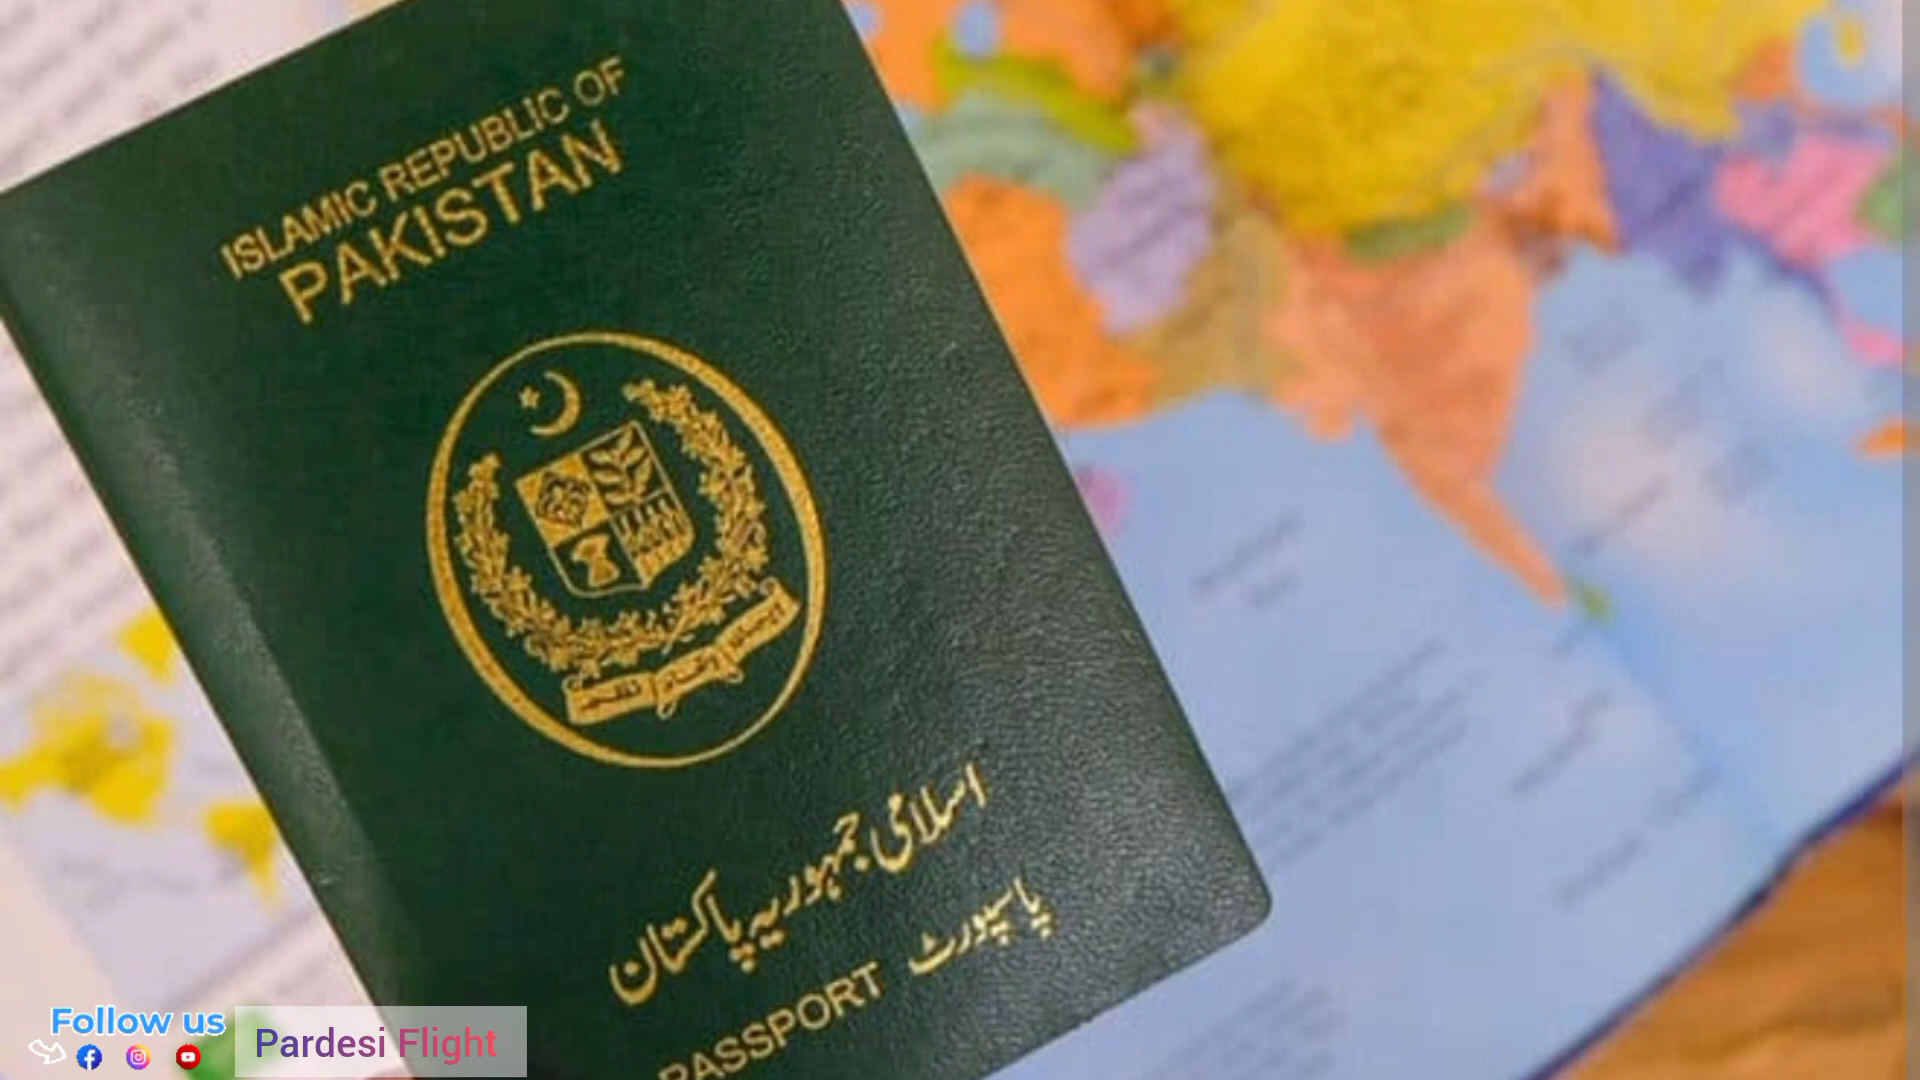 ISLAMIC REPUBLIC OF
PAKISTAN
اسلامی جمہوریہ پاکستان
پاسپورٹ
PASSPORT
Follow us
Pardesi Flight